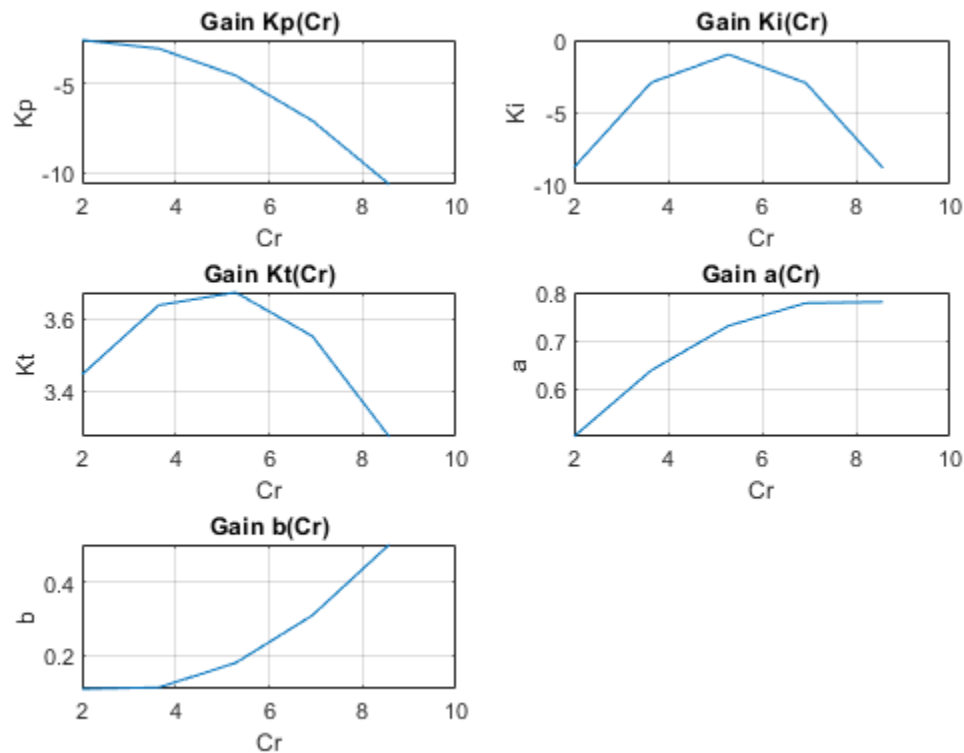 Gain Kp(Cr)
-5
-10
Kp
2 4 6 8 10
Cr
Gain Ki(Cr)
0
-5
-10
Ki
2 4 6 8 10
Cr
Gain Kt(Cr)
3.6
3.4
Kt
2 4 6 8 10
Cr
Gain a(Cr)
0.8
0.7
0.6
a
2 4 6 8 10
Cr
Gain b(Cr)
0.4
0.2
b
2 4 6 8 10
Cr